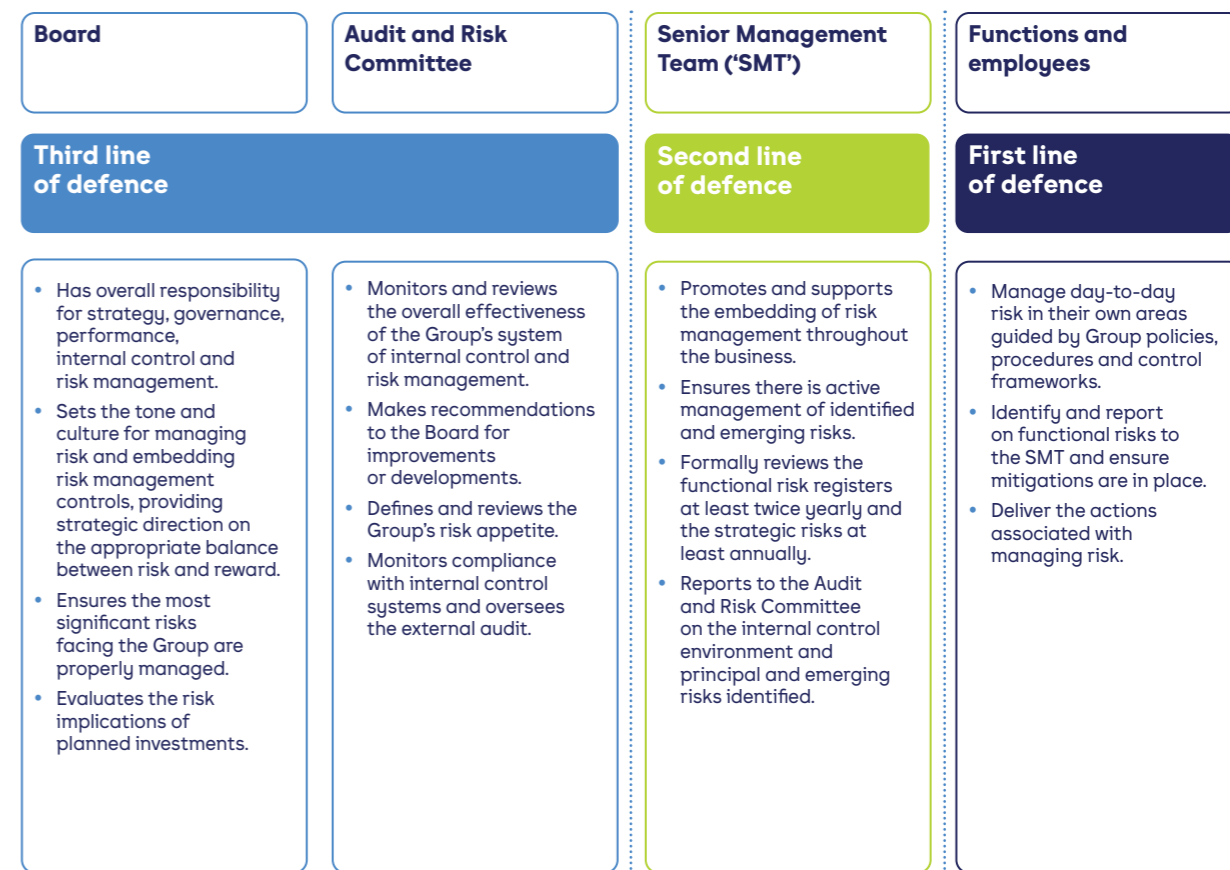 Board
Audit and Risk
Committee
Senior Management
Team (‘SMT’)
Functions and
employees
Third line
of defence
Second line
of defence
First line
of defence
• Has overall responsibility
for strategy, governance,
performance,
internal control and
risk management.
• Sets the tone and
culture for managing
risk and embedding
risk management
controls, providing
strategic direction on
the appropriate balance
between risk and reward.
• Ensures the most
significant risks
facing the Group are
properly managed.
• Evaluates the risk
implications of
planned investments.
• Monitors and reviews
the overall effectiveness
of the Group’s system
of internal control and
risk management.
• Makes recommendations
to the Board for
improvements
or developments.
• Defines and reviews the
Group’s risk appetite.
• Monitors compliance
with internal control
systems and oversees
the external audit.
• Promotes and supports
the embedding of risk
management throughout
the business.
• Ensures there is active
management of identified
and emerging risks.
• Formally reviews the
functional risk registers
at least twice yearly and
the strategic risks at
least annually.
• Reports to the Audit
and Risk Committee
on the internal control
environment and
principal and emerging
risks identified.
• Manage day-to-day
risk in their own areas
guided by Group policies,
procedures and control
frameworks.
• Identify and report
on functional risks to
the SMT and ensure
mitigations are in place.
• Deliver the actions
associated with
managing risk.